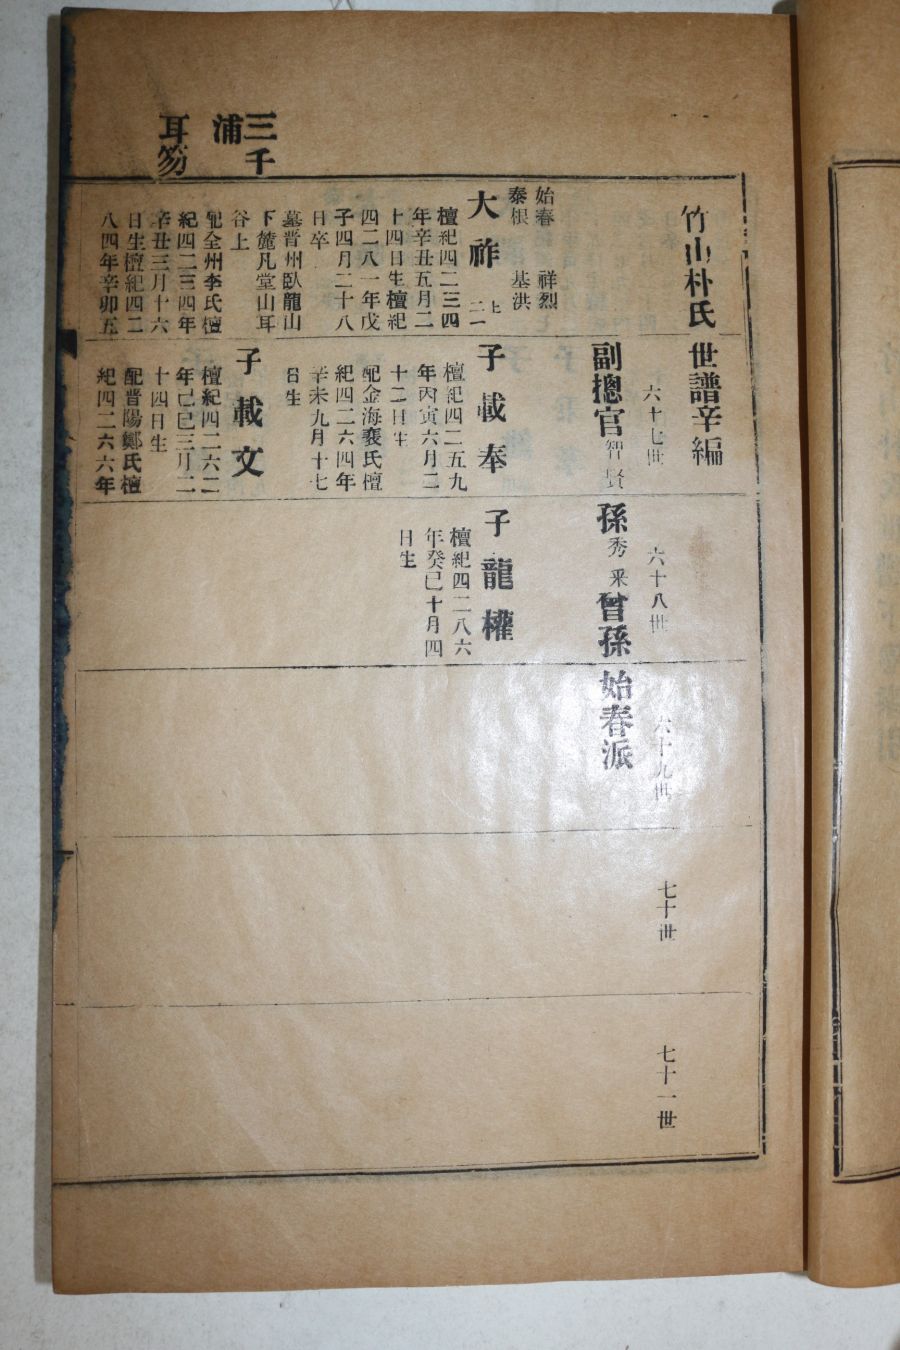 三千
浦
耳笏
竹山朴氏世譜辛編
六十七世
六十八世
六十九世
七十世
七十一世
副總官智賢
孫秀釆曾孫始春派
始春 祥烈
泰根 基洪
大祚
二上
檀紀四二三四
年辛丑五月二
十四日生檀紀
四二八一年戊
子四月二十八
日卒
墓晋州臥龍山
下麓凡堂山耳
谷上
配全州李氏檀
紀四二三四年
辛丑三月十六
日生檀紀四二
八四年辛卯五
子載奉
檀紀四二五九
年丙寅六月二
十二日生
配金海裵氏檀
紀四二六四年
辛未九月十七
日生
子載文
檀紀四二六二
年己巳三月二
十四日生
配晋陽鄭氏檀
紀四二六六年
子龍權
檀紀四二八六
年癸巳十月四
日生